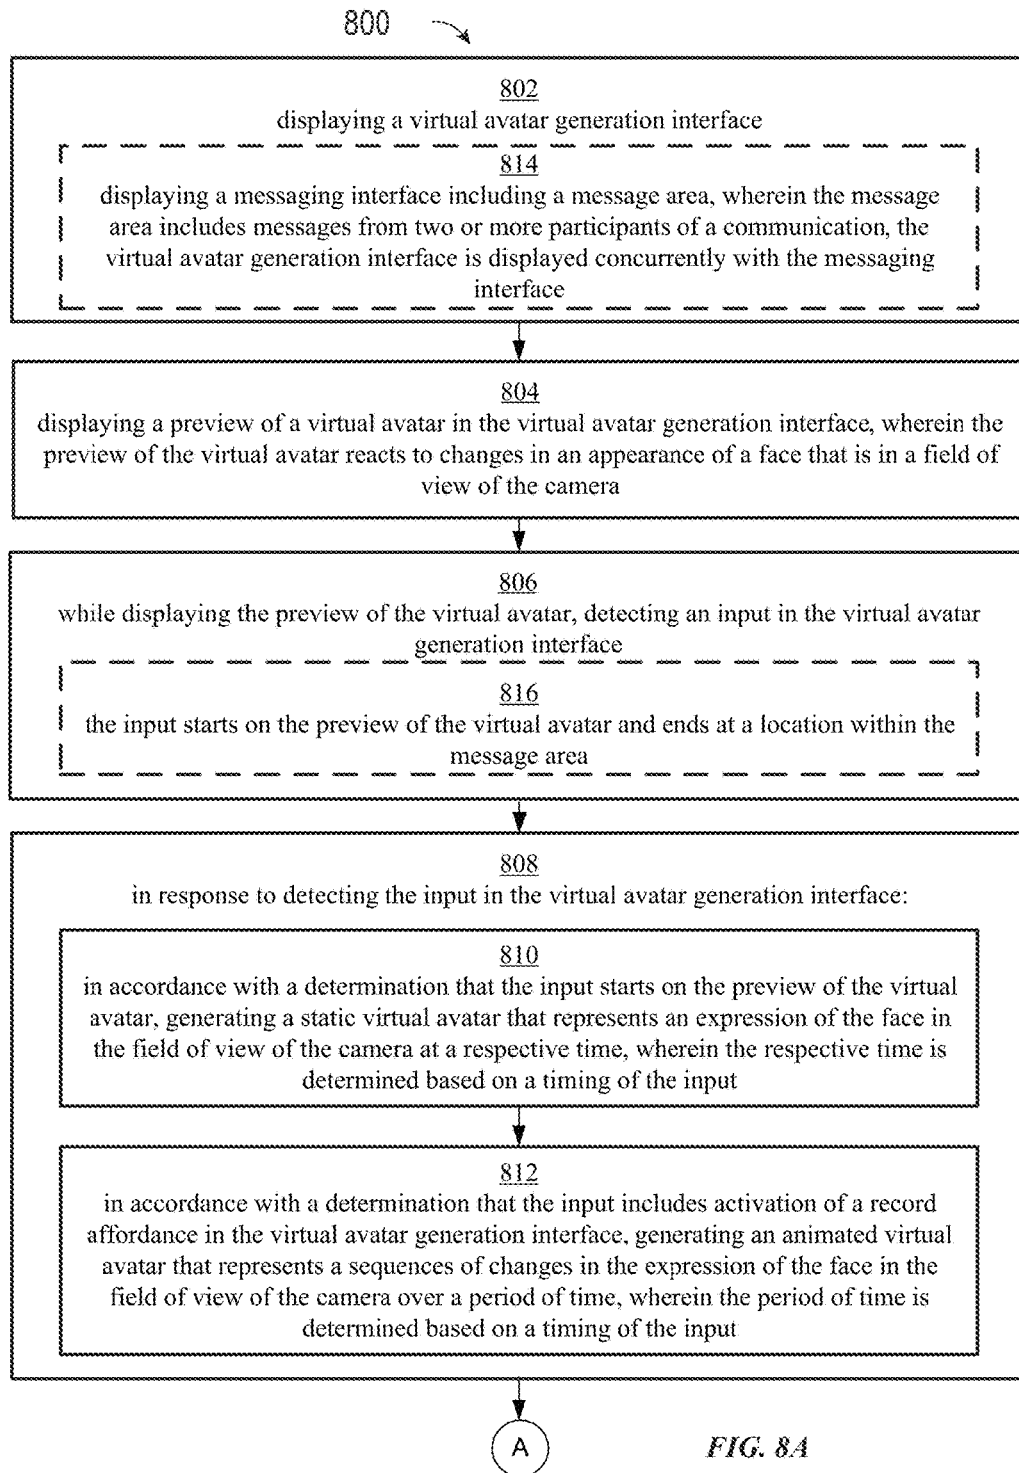 800
802
displaying a virtual avatar generation interface
814
displaying a messaging interface including a message area, wherein the message
area includes messages from two or more participants of a communication, the
virtual avatar generation interface is displayed concurrently with the messaging
interface
804
displaying a preview of a virtual avatar in the virtual avatar generation interface, wherein the
preview of the virtual avatar reacts to changes in an appearance of a face that is in a field of
view of the camera
806
while displaying the preview of the virtual avatar, detecting an input in the virtual avatar
generation interface
816
the input starts on the preview of the virtual avatar and ends at a location within the
message area
808
in response to detecting the input in the virtual avatar generation interface:
810
in accordance with a determination that the input starts on the preview of the virtual
avatar, generating a static virtual avatar that represents an expression of the face in
the field of view of the camera at a respective time, wherein the respective time is
determined based on a timing of the input
812
in accordance with a determination that the input includes activation of a record
affordance in the virtual avatar generation interface, generating an animated virtual
avatar that represents a sequences of changes in the expression of the face in the
field of view of the camera over a period of time, wherein the period of time is
determined based on a timing of the input
A
FIG. 8A